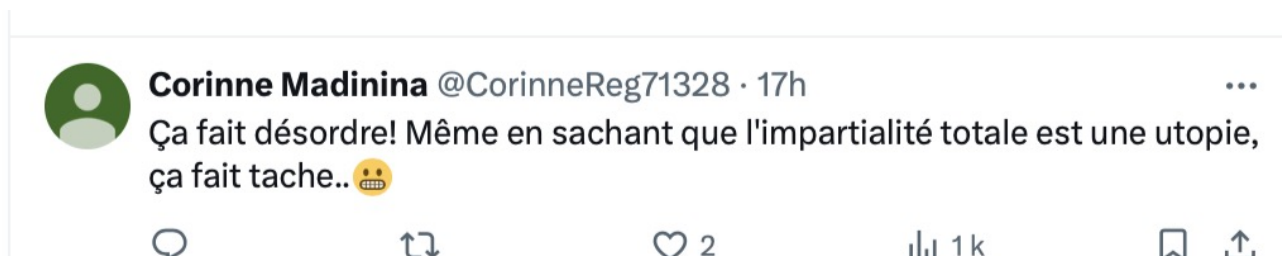 Corinne Madinina @CorinneReg71328 · 17h
Ça fait désordre! Même en sachant que l'impartialité totale est une utopie,
ça fait tache..😬
2 1 k